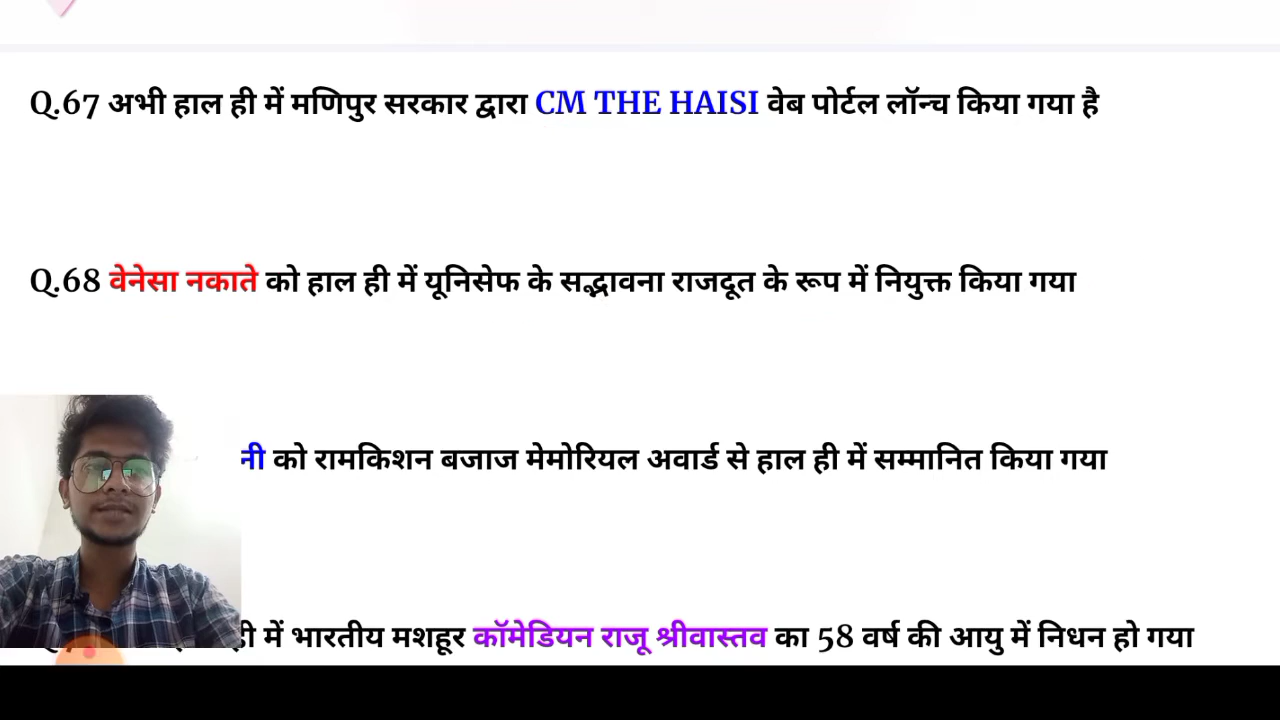 Q.67 अभी हाल ही में मणिपुर सरकार द्वारा CM THE HAISI वेब पोर्टल लॉन्च किया गया है
Q.68 वेनेसा नकाते को हाल ही में यूनिसेफ के सद्भावना राजदूत के रूप में नियुक्त किया गया
नी को रामकिशन बजाज मेमोरियल अवार्ड से हाल ही में सम्मानित किया गया
ही में भारतीय मशहूर कॉमेडियन राजू श्रीवास्तव का 58 वर्ष की आयु में निधन हो गया